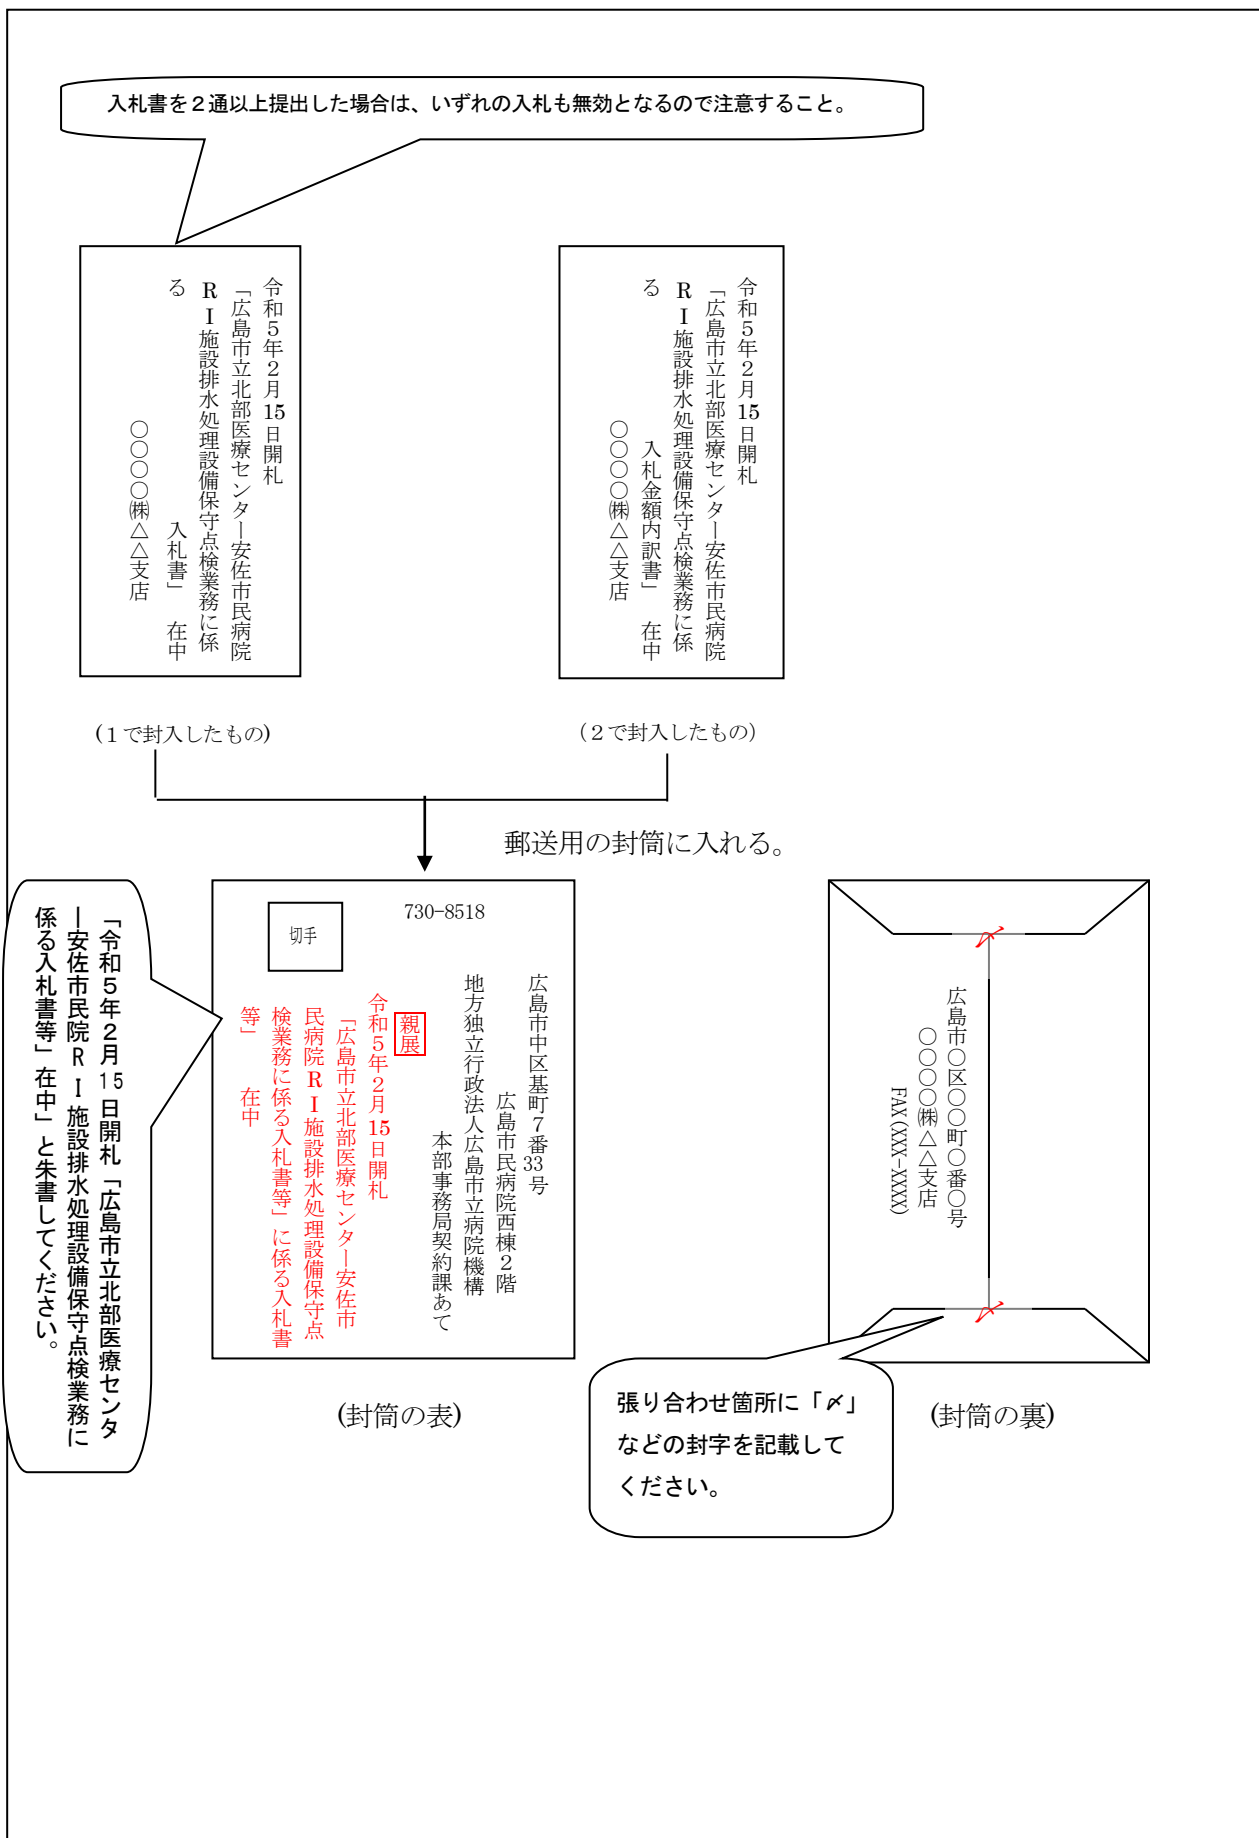 入札書を２通以上提出した場合は、いずれの入札も無効となるので注意すること。
令和５年２月15日開札
「広島市立北部医療センター安佐市民病院
ＲＩ施設排水処理設備保守点検業務に係
る　入札書」　在中
○○○○㈱△△支店
(１で封入したもの)
令和５年２月15日開札
「広島市立北部医療センター安佐市民病院
ＲＩ施設排水処理設備保守点検業務に係
る　入札金額内訳書」　在中
○○○○㈱△△支店
(２で封入したもの)
郵送用の封筒に入れる。
「令和５年２月15日開札「広島市立北部医療センタ
ー安佐市民院ＲＩ施設排水処理設備保守点検業務に
係る入札書等」在中」と朱書してください。
切手
730-8518
広島市中区基町７番33号
広島市民病院西棟２階
地方独立行政法人広島市立病院機構
本部事務局契約課あて
親展
令和５年２月15日開札
「広島市立北部医療センター安佐市
民病院ＲＩ施設排水処理設備保守点
検業務に係る入札書等」に係る入札書
等」　在中
(封筒の表)
〆
広島市○区○○町○番○号
○○○○㈱△△支店
FAX(XXX-XXXX)
〆
張り合わせ箇所に「〆」
などの封字を記載して
ください。
(封筒の裏)